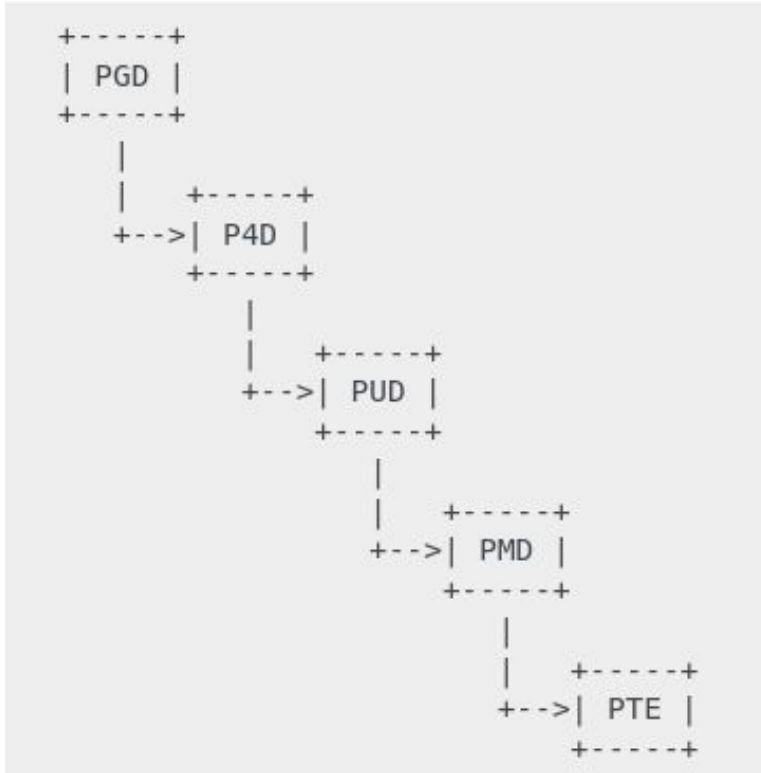 +-----+
| PGD |
+-----+
   |
   |   +-----+
   +-->| P4D |
       +-----+
          |
          |   +-----+
          +-->| PUD |
              +-----+
                 |
                 |   +-----+
                 +-->| PMD |
                     +-----+
                        |
                        |   +-----+
                        +-->| PTE |
                            +-----+